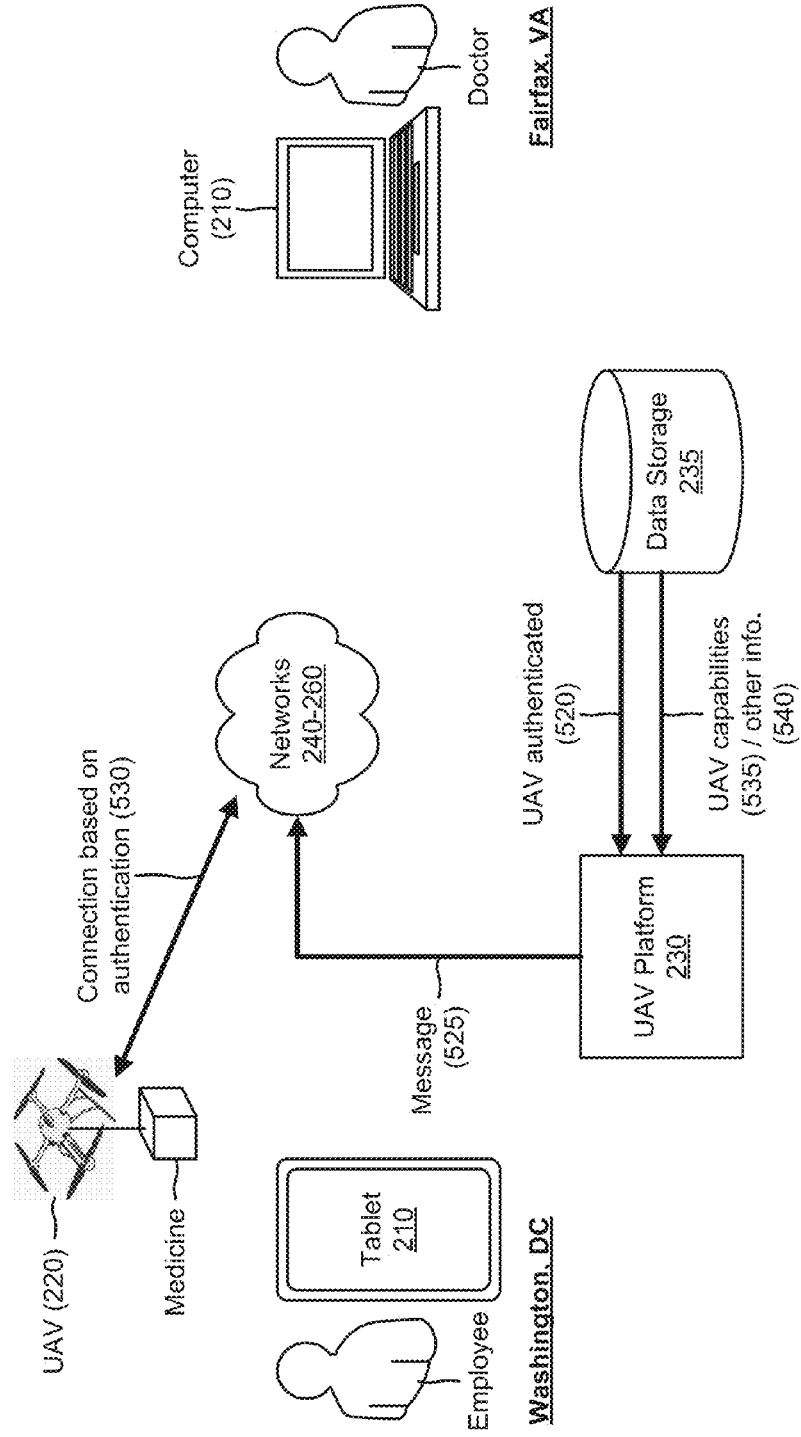 UAV (220)
Medicine
Connection based on
authentication (530)
Computer
(210)
Networks
240-260
Tablet
210
Employee
Doctor
Washington, DC
Fairfax, VA
Message
(525)
UAV authenticated
(520)
UAV Platform
230
Data Storage
235
UAV capabilities
(535) / other info.
(540)